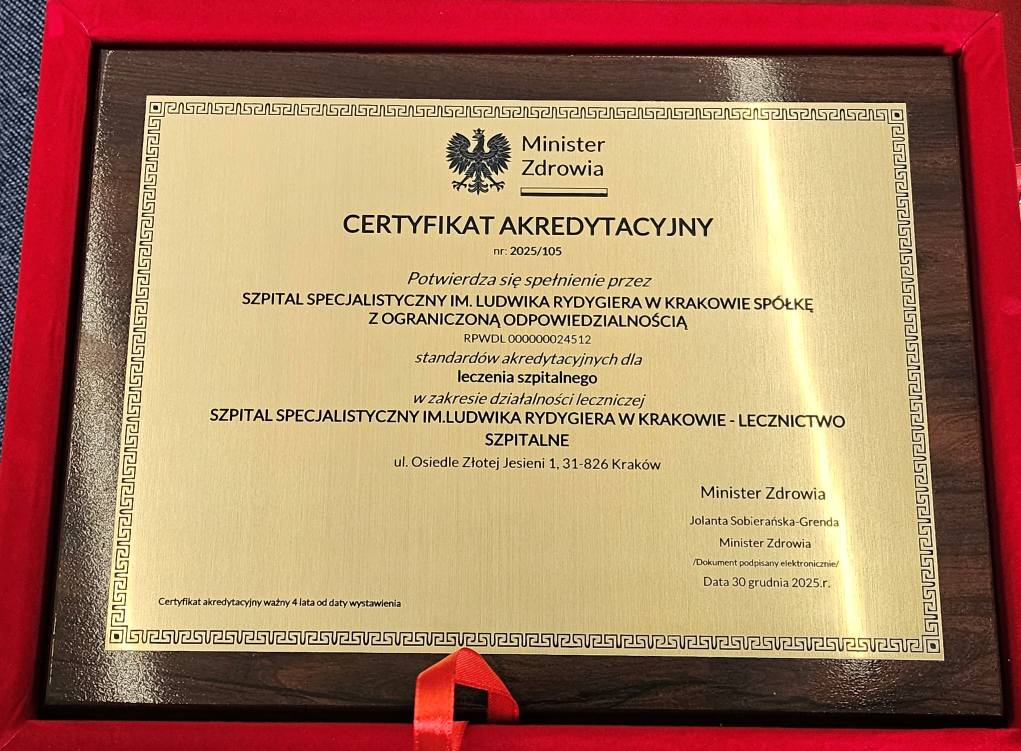 Minister
Zdrowia
CERTYFIKAT AKREDYTACYJNY
nr: 2025/105
Potwierdza się spełnienie przez
SZPITAL SPECJALISTYCZNY IM. LUDWIKA RYDYGIERA W KRAKOWIE SPÓŁKĘ
Z OGRANICZONĄ ODPOWIEDZIALNOŚCIĄ
RPWDL 000000024512
standardów akredytacyjnych dla
leczenia szpitalnego
w zakresie działalności leczniczej
SZPITAL SPECJALISTYCZNY IM.LUDWIKA RYDYGIERA W KRAKOWIE - LECZNICTWO
SZPITALNE
ul. Osiedle Złotej Jesieni 1, 31-826 Kraków
Minister Zdrowia
Jolanta Sobierańska-Grenda
Minister Zdrowia
/Dokument podpisany elektronicznie/
Data 30 grudnia 2025.r.
Certyfikat akredytacyjny ważny 4 lata od daty wystawienia